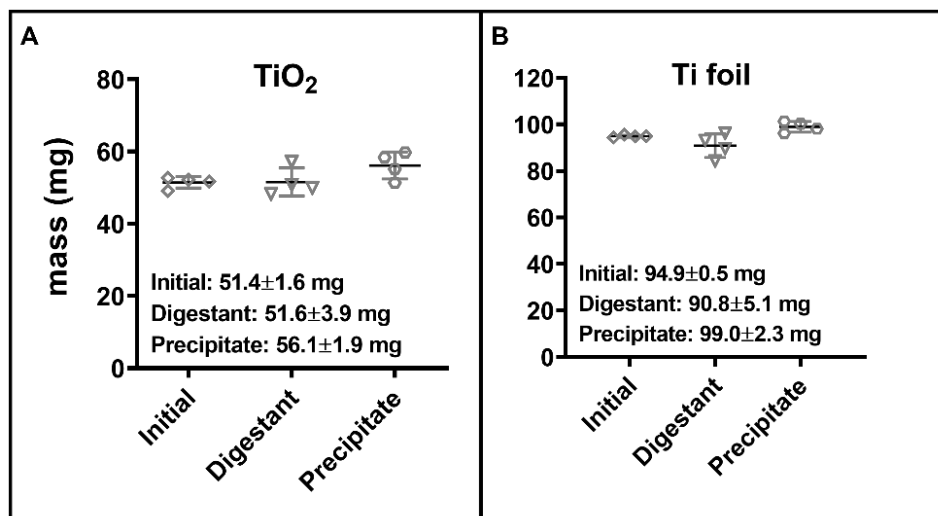 A
TiO₂
80
60
40
20
0
mass (mg)
Initial: 51.4±1.6 mg
Digestant: 51.6±3.9 mg
Precipitate: 56.1±1.9 mg
Initial
Digestant
Precipitate
B
Ti foil
120
100
80
60
40
20
0
Initial: 94.9±0.5 mg
Digestant: 90.8±5.1 mg
Precipitate: 99.0±2.3 mg
Initial
Digestant
Precipitate